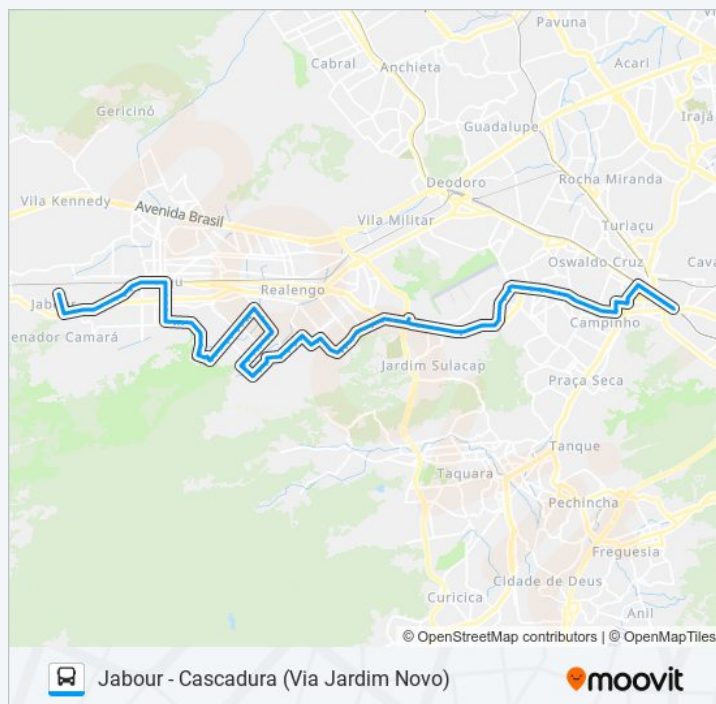 Pavuna
Cabral
Anchieta
Acari
Gericinó
Guadalupe
Irajá
Deodoro
Rocha Miranda
Vila Kennedy
Avenida Brasil
Vila Militar
Turiaçu
Oswaldo Cruz
Cava
Realengo
Jabour
Campinho
enador Camará
Jardim Sulacap
Praça Seca
Tanque
Taquara
Pechincha
Freguesia
Cidade de Deus
Curicica
Anil
© OpenStreetMap contributors | © OpenMapTiles
Jabour - Cascadura (Via Jardim Novo)
moovit